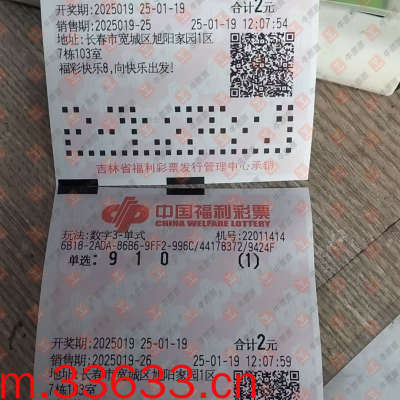 开奖期:2025019 25-01-19 合计2元
销售期:2025019-25 25-01-19 12:07:54
地址:长春市宽城区旭阳家园1区
7栋103室
福彩快乐8,向快乐出发!
吉林省福利彩票发行管理中心承销
中国福利彩票
CHINA WELFARE LOTTERY
玩法:数字3-单式 机号:22011414
6818-2ADA-86B6-9FF2-996C/44178372/9424F
单选: 9 1 0 (1)
开奖期:2025019 25-01-19 合计2元
销售期:2025019-26 25-01-19 12:07:59
地址:长春市宽城区旭阳家园1区
7栋103室
m.33633.cn